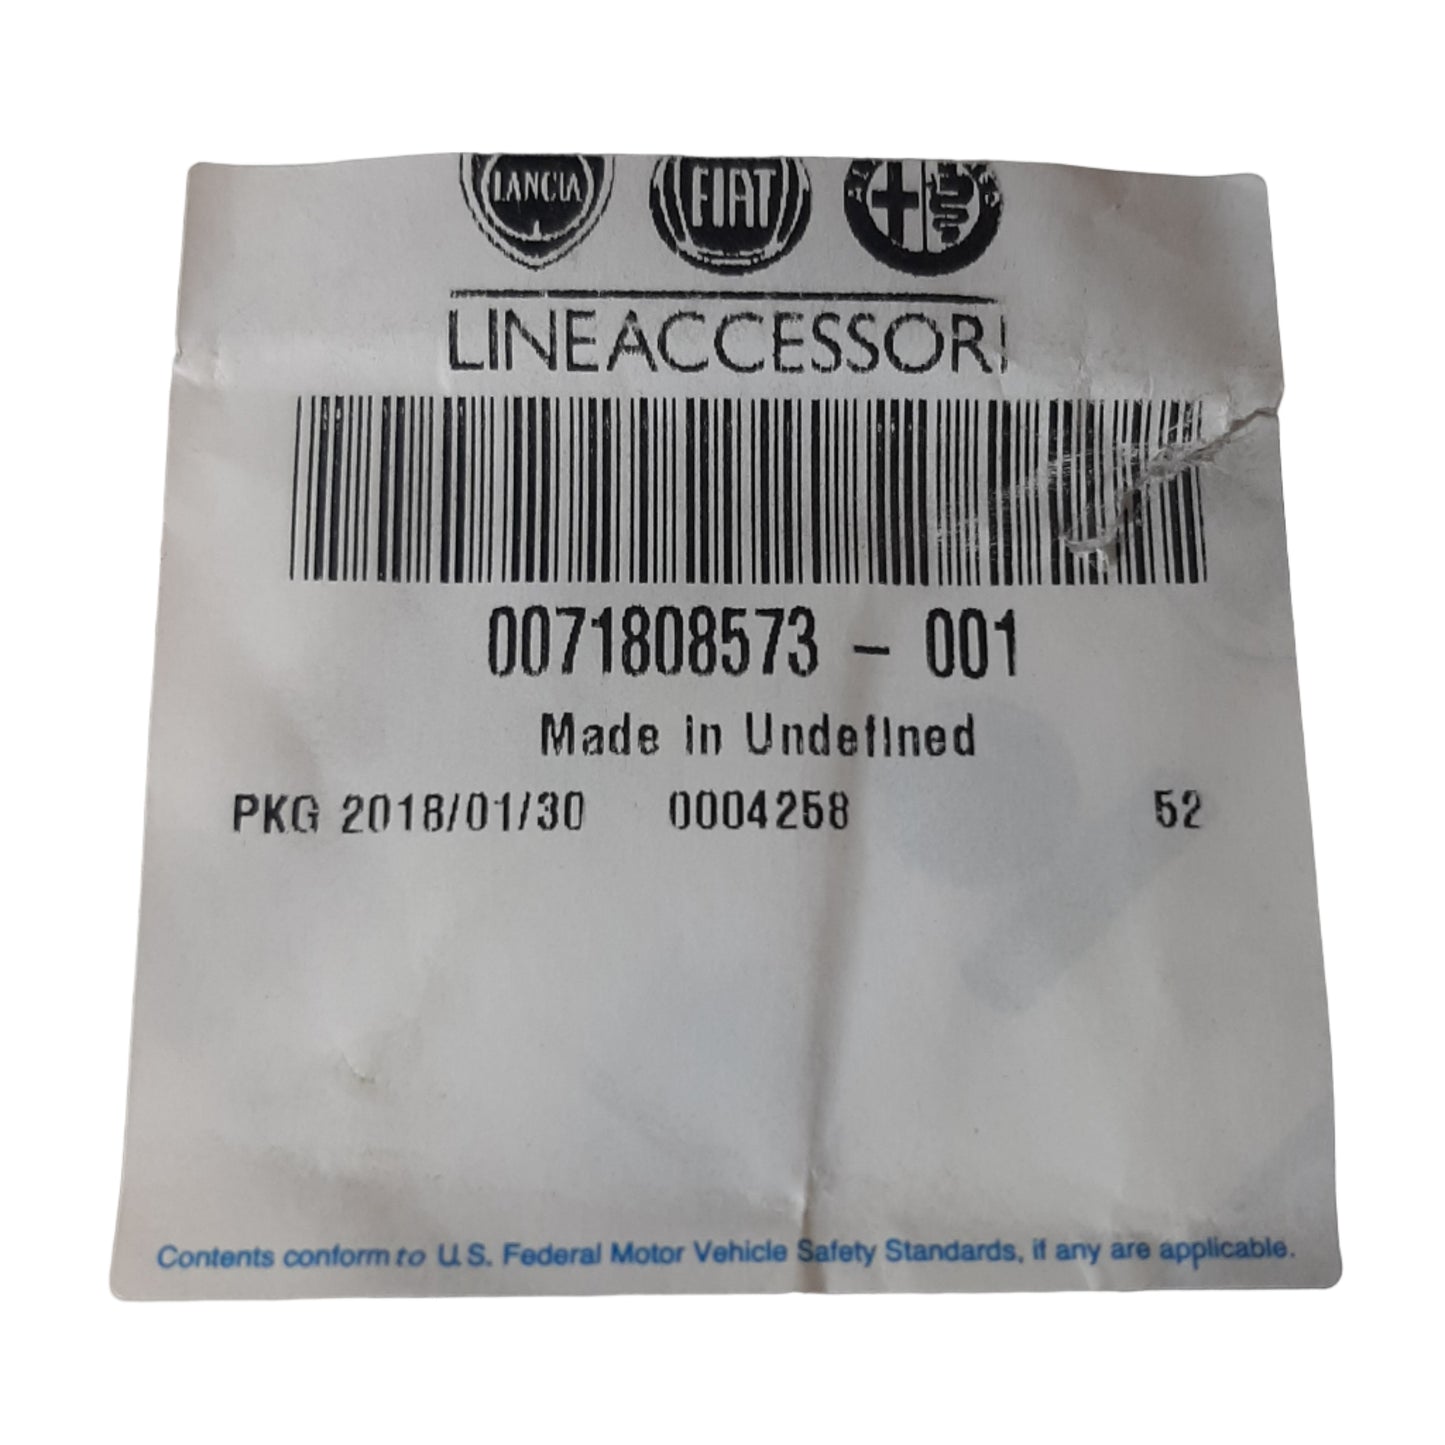 LANCIA FIAT
LINEACCESSORI
0071808573 - 001
Made in Undefined
PKG 2018/01/30 0004258 52
Contents conform to U.S. Federal Motor Vehicle Safety Standards, if any are applicable.